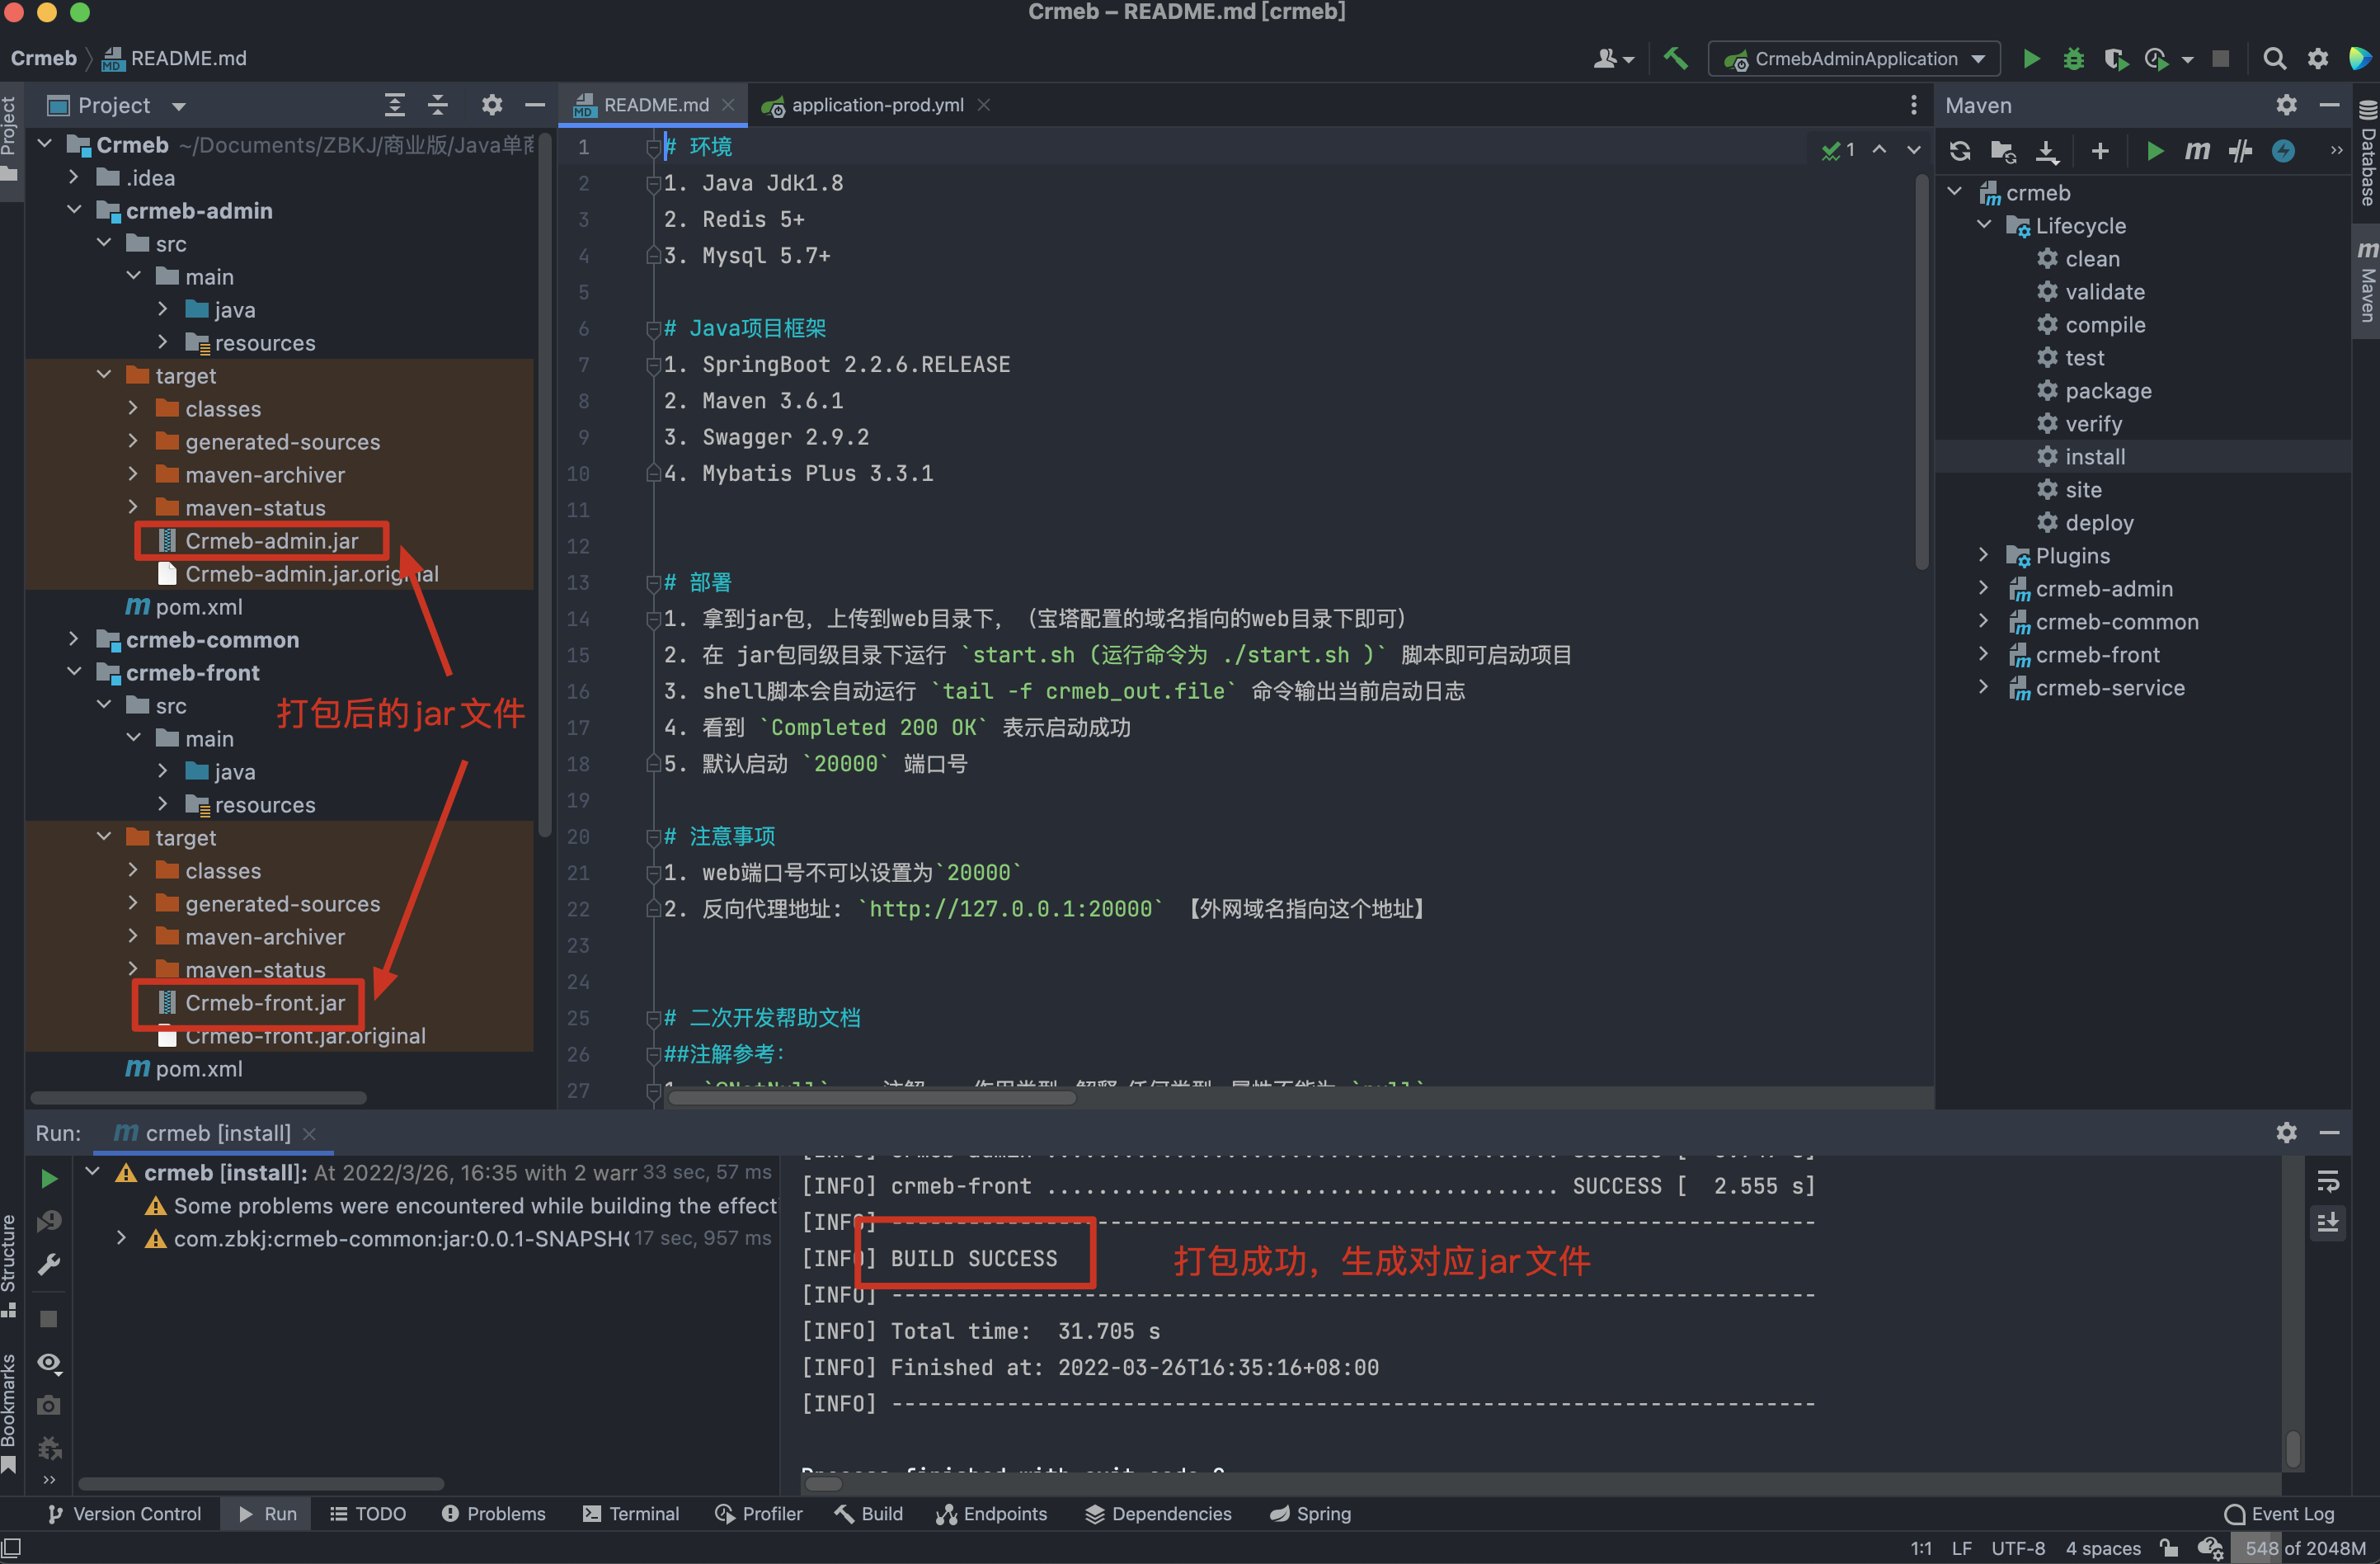 Crmeb – README.md [crmeb]
Crmeb
README.md
CrmebAdminApplication
Project
Project
Crmeb ~/Documents/ZBKJ/商业版/Java单商
.idea
crmeb-admin
src
main
java
resources
target
classes
generated-sources
maven-archiver
maven-status
Crmeb-admin.jar
Crmeb-admin.jar.original
pom.xml
crmeb-common
crmeb-front
src
main
java
resources
target
classes
generated-sources
maven-archiver
maven-status
Crmeb-front.jar
Crmeb-front.jar.original
pom.xml
打包后的jar文件
README.md
application-prod.yml
1
1 # 环境
2 1. Java Jdk1.8
3 2. Redis 5+
4 3. Mysql 5.7+
5
6 # Java项目框架
7 1. SpringBoot 2.2.6.RELEASE
8 2. Maven 3.6.1
9 3. Swagger 2.9.2
10 4. Mybatis Plus 3.3.1
11
12
13 # 部署
14 1. 拿到jar包，上传到web目录下，（宝塔配置的域名指向的web目录下即可）
15 2. 在 jar包同级目录下运行 `start.sh (运行命令为 ./start.sh )` 脚本即可启动项目
16 3. shell脚本会自动运行 `tail -f crmeb_out.file` 命令输出当前启动日志
17 4. 看到 `Completed 200 OK` 表示启动成功
18 5. 默认启动 `20000` 端口号
19
20 # 注意事项
21 1. web端口号不可以设置为`20000`
22 2. 反向代理地址: `http://127.0.0.1:20000` 【外网域名指向这个地址】
23
24
25 # 二次开发帮助文档
26 ##注解参考:
27
Maven
crmeb
Lifecycle
clean
validate
compile
test
package
verify
install
site
deploy
Plugins
crmeb-admin
crmeb-common
crmeb-front
crmeb-service
Database
Maven
Run:
crmeb [install]
crmeb [install]: At 2022/3/26, 16:35 with 2 warr 33 sec, 57 ms
Some problems were encountered while building the effecti
com.zbkj:crmeb-common:jar:0.0.1-SNAPSHO 17 sec, 957 ms
[INFO] crmeb-front ........................................ SUCCESS [  2.555 s]
[INFO] ------------------------------------------------------------------------
[INFO] BUILD SUCCESS
打包成功，生成对应jar文件
[INFO] ------------------------------------------------------------------------
[INFO] Total time:  31.705 s
[INFO] Finished at: 2022-03-26T16:35:16+08:00
[INFO] ------------------------------------------------------------------------
Structure
Bookmarks
Version Control
Run
TODO
Problems
Terminal
Profiler
Build
Endpoints
Dependencies
Spring
Event Log
1:1
LF
UTF-8
4 spaces
548 of 2048M